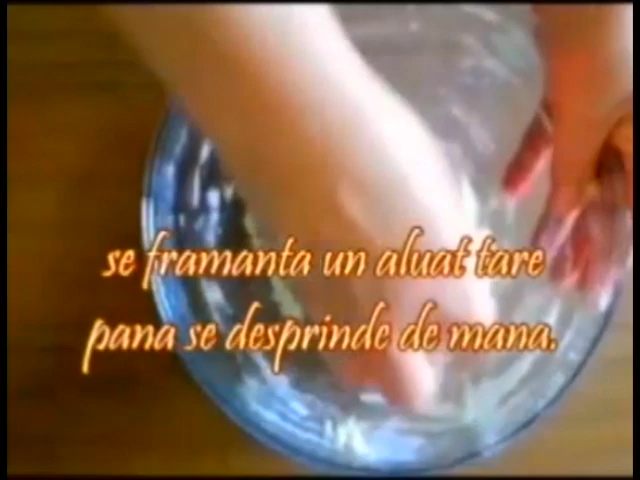 se framanta un aluat tare
pana se desprinde de mana.